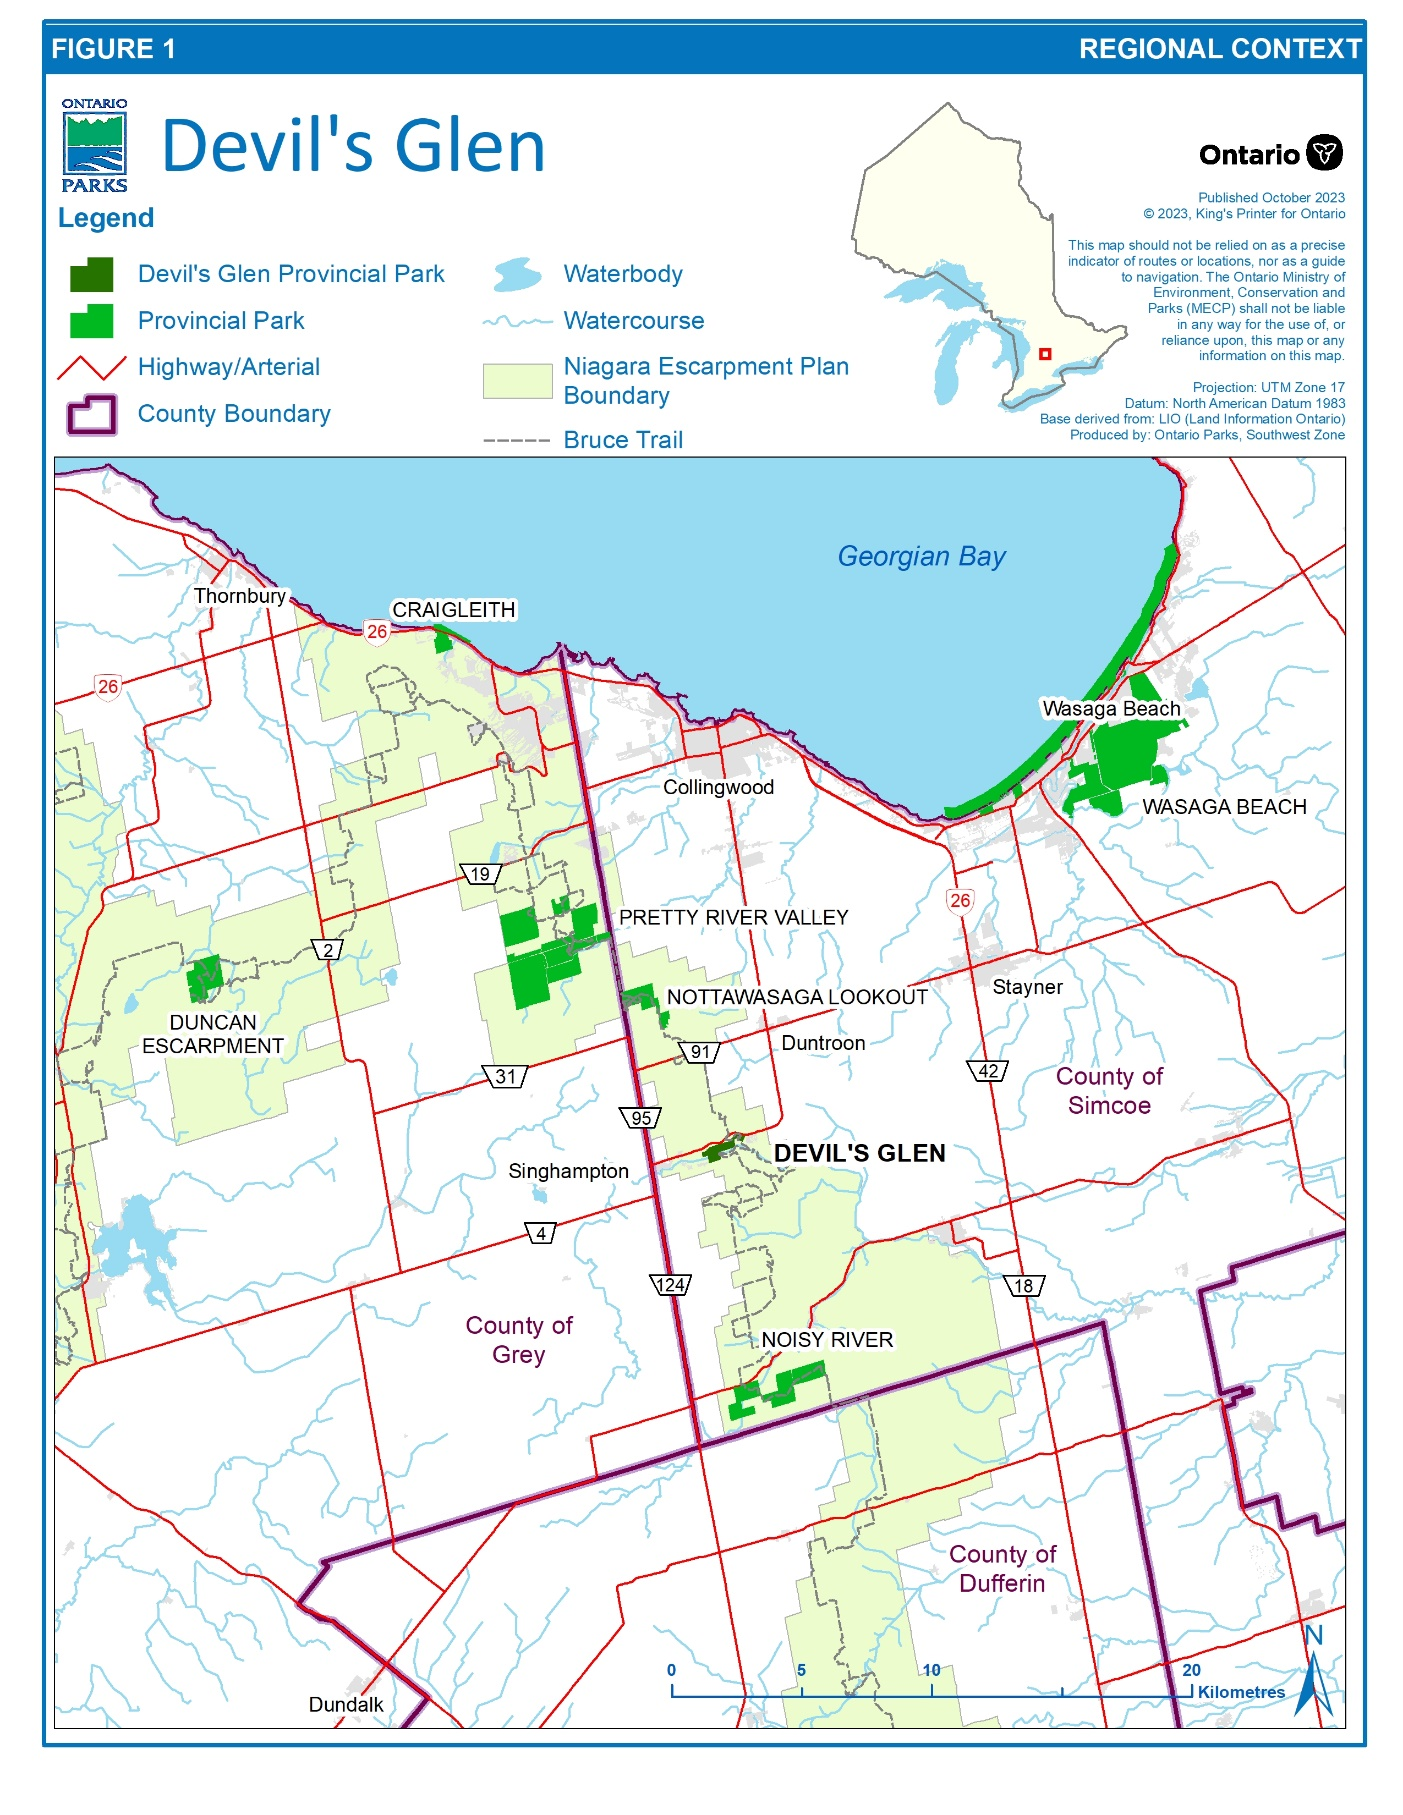 FIGURE 1
REGIONAL CONTEXT
ONTARIO
PARKS
Devil's Glen
Ontario
Published October 2023
© 2023, King's Printer for Ontario
This map should not be relied on as a precise
indicator of routes or locations, nor as a guide
to navigation. The Ontario Ministry of
Environment, Conservation and
Parks (MECP) shall not be liable
in any way for the use of, or
reliance upon, this map or any
information on this map.
Projection: UTM Zone 17
Datum: North American Datum 1983
Base derived from: LIO (Land Information Ontario)
Produced by: Ontario Parks, Southwest Zone
Legend
Devil's Glen Provincial Park
Provincial Park
Highway/Arterial
County Boundary
Waterbody
Watercourse
Niagara Escarpment Plan
Boundary
Bruce Trail
Georgian Bay
Thornbury
CRAIGLEITH
26
26
Wasaga Beach
Collingwood
WASAGA BEACH
19
26
PRETTY RIVER VALLEY
2
Stayner
NOTTAWASAGA LOOKOUT
DUNCAN
ESCARPMENT
Duntroon
91
31
42
County of
Simcoe
95
DEVIL'S GLEN
Singhampton
4
124
18
County of
Grey
NOISY RIVER
County of
Dufferin
N
0
5
10
20
Kilometres
Dundalk